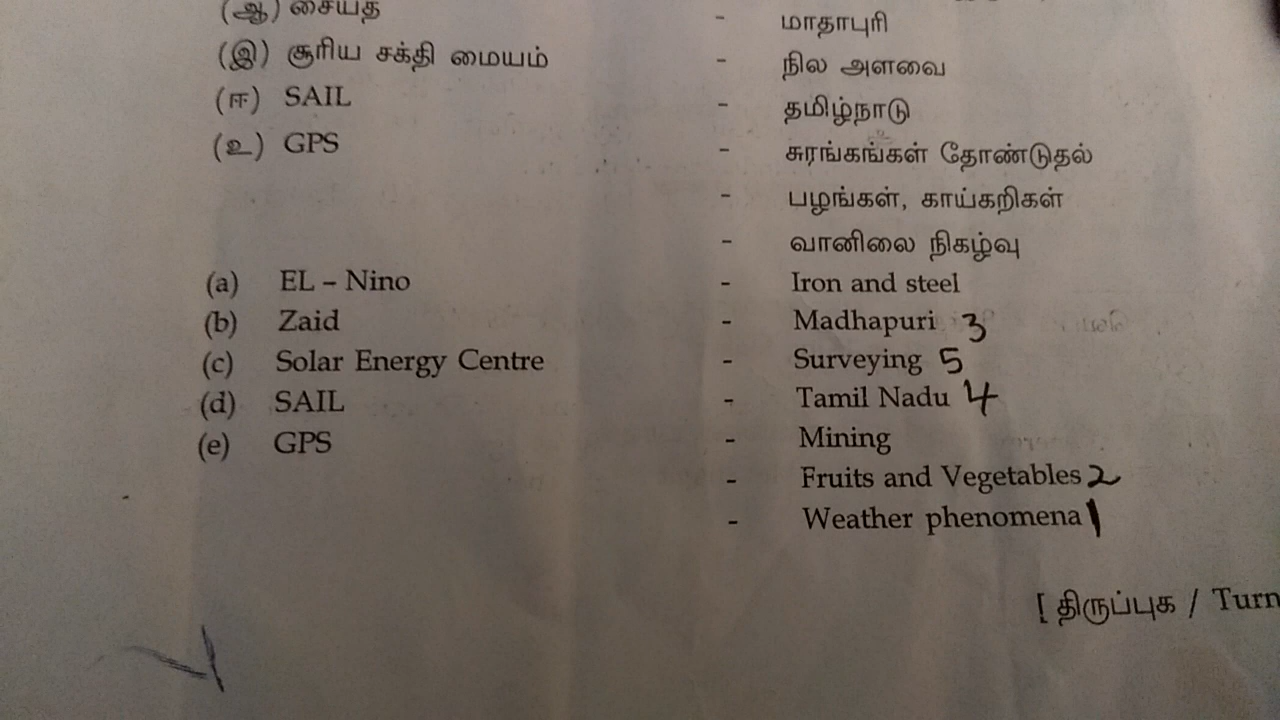 (ஆ) சையத் - மாதாபுரி
(இ) சூரிய சக்தி மையம் - நில அளவை
(ஈ) SAIL - தமிழ்நாடு
(உ) GPS - சுரங்கங்கள் தோண்டுதல்
- பழங்கள், காய்கறிகள்
- வானிலை நிகழ்வு
(a) EL – Nino - Iron and steel
(b) Zaid - Madhapuri 3
(c) Solar Energy Centre - Surveying 5
(d) SAIL - Tamil Nadu 4
(e) GPS - Mining
- Fruits and Vegetables 2
- Weather phenomena 1
[ திருப்புக / Turn